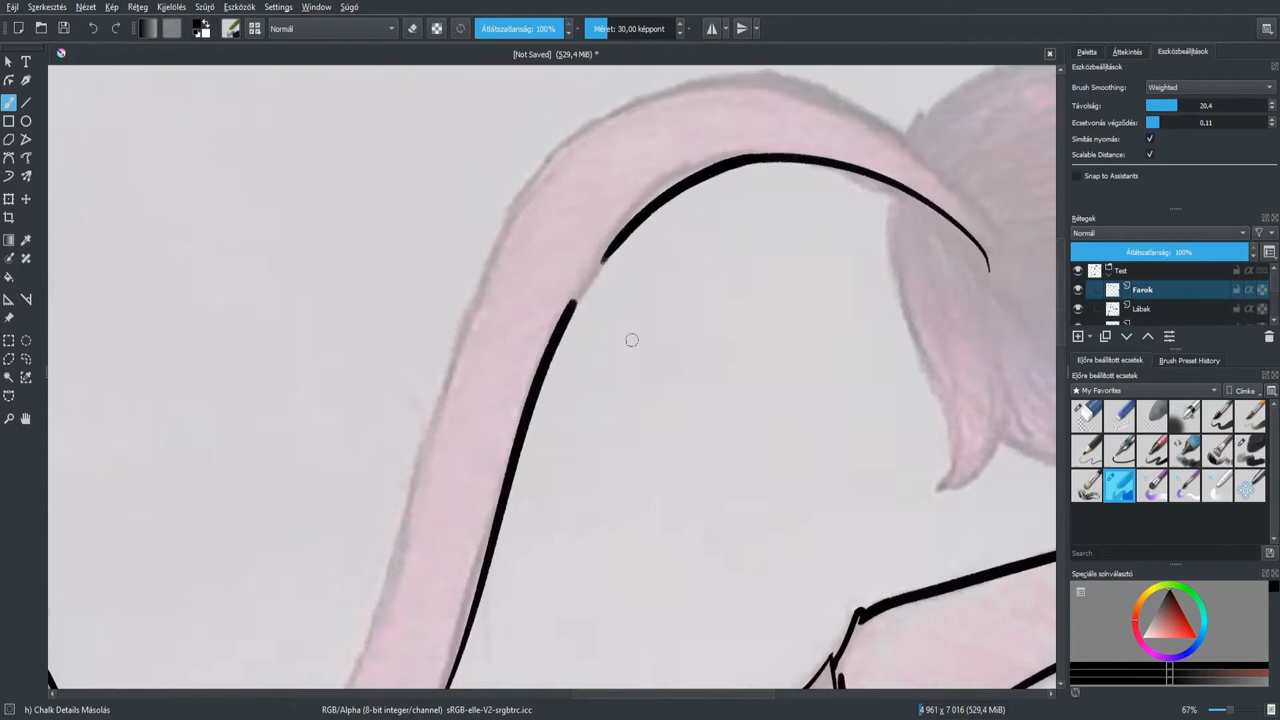 Fájl Szerkesztés Nézet Kép Réteg Kijelölés Szűrő Eszközök Settings Window Súgó
Normál Átlátszatlanság: 100% Méret: 30,00 képpont
[Not Saved] (529,4 MiB) *
Paletta Áttekintés Eszközbeállítások
Eszközbeállítások
Brush Smoothing: Weighted
Távolság: 20,4
Ecsetvonás végződés: 0,11
Simítás nyomás:
Scalable Distance:
Snap to Assistants
Rétegek
Normál
Átlátszatlanság: 100%
Test
Farok
Lábak
Előre beállított ecsetek Brush Preset History
Előre beállított ecsetek
★ My Favorites Címke
Search
Speciális színválasztó
h) Chalk Details Másolás RGB/Alpha (8-bit integer/channel) sRGB-elle-V2-srgbtrc.icc 4 961 x 7 016 (529,4 MiB) 67%